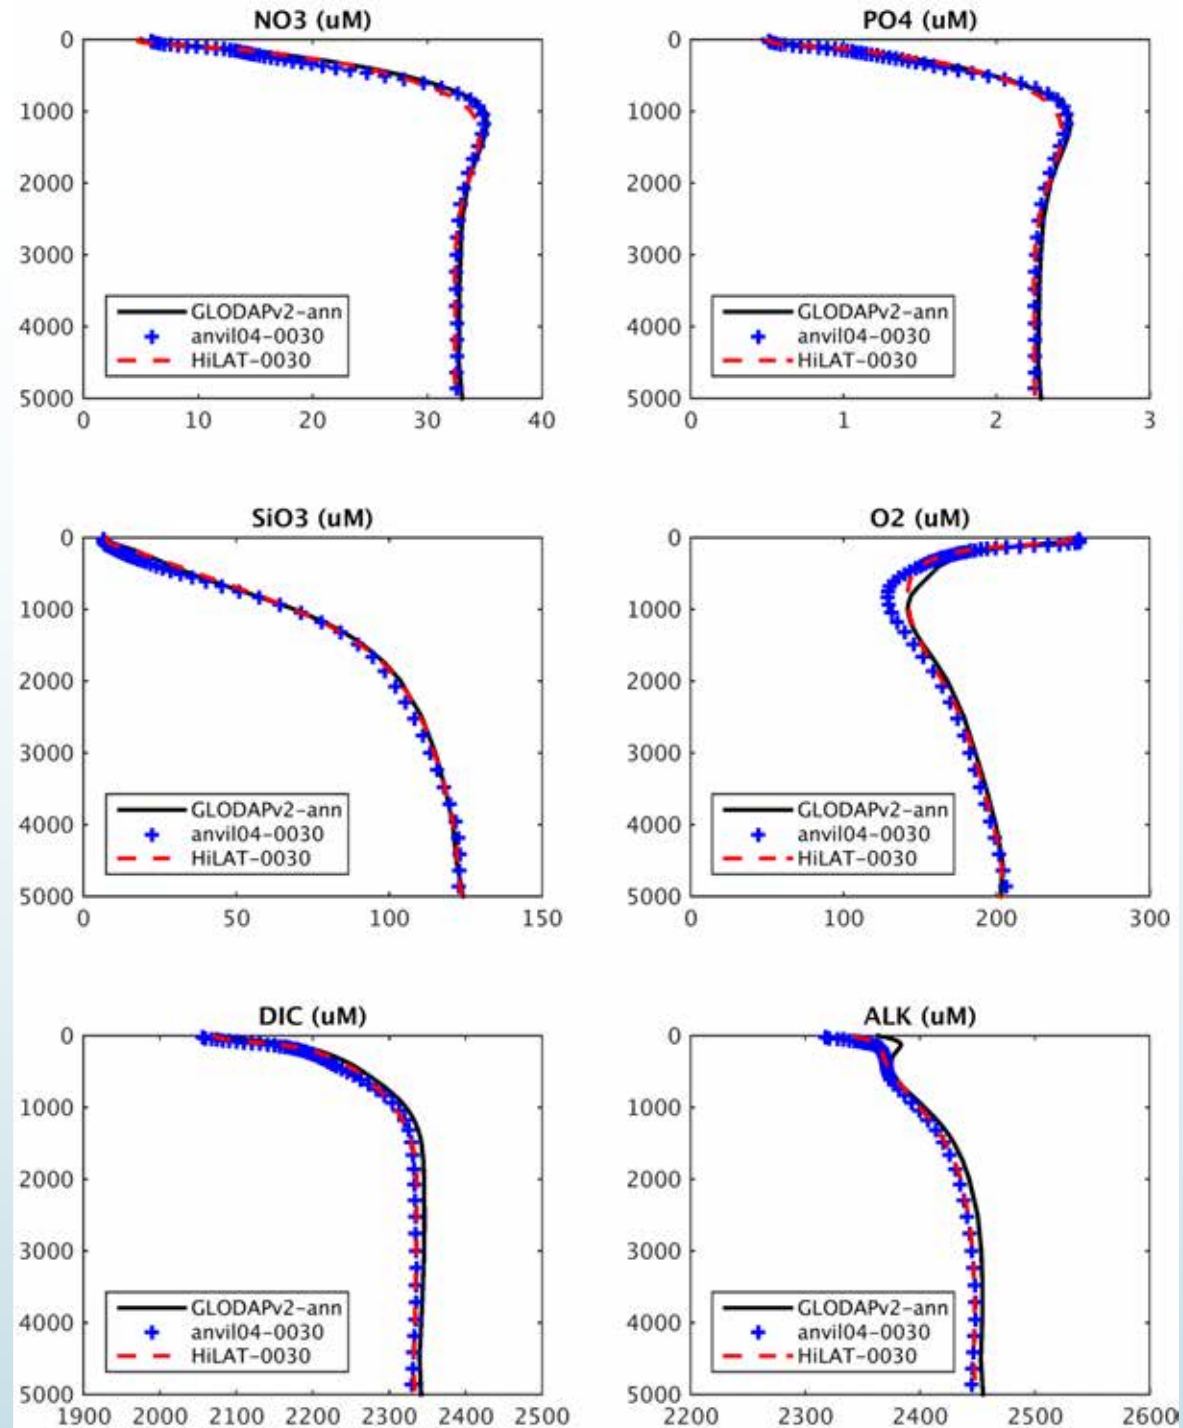 NO3 (uM)
0
1000
2000
3000
4000
5000
GLODAPv2-ann
anvil04-0030
HiLAT-0030
0 10 20 30 40
PO4 (uM)
0
1000
2000
3000
4000
5000
GLODAPv2-ann
anvil04-0030
HiLAT-0030
0 1 2 3
SiO3 (uM)
0
1000
2000
3000
4000
5000
GLODAPv2-ann
anvil04-0030
HiLAT-0030
0 50 100 150
O2 (uM)
0
1000
2000
3000
4000
5000
GLODAPv2-ann
anvil04-0030
HiLAT-0030
0 100 200 300
DIC (uM)
0
1000
2000
3000
4000
5000
GLODAPv2-ann
anvil04-0030
HiLAT-0030
1900 2000 2100 2200 2300 2400 2500
ALK (uM)
0
1000
2000
3000
4000
5000
GLODAPv2-ann
anvil04-0030
HiLAT-0030
2200 2300 2400 2500 2600